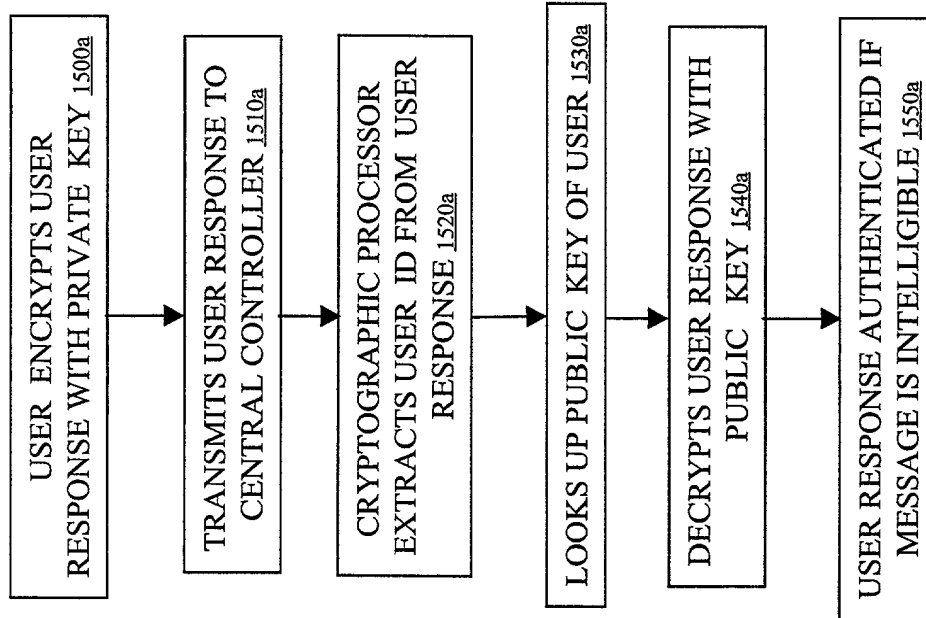 USER ENCRYPTS USER
RESPONSE WITH PRIVATE KEY 1500a
TRANSMITS USER RESPONSE TO
CENTRAL CONTROLLER 1510a
CRYPTOGRAPHIC PROCESSOR
EXTRACTS USER ID FROM USER
RESPONSE 1520a
LOOKS UP PUBLIC KEY OF USER 1530a
DECRYPTS USER RESPONSE WITH
PUBLIC KEY 1540a
USER RESPONSE AUTHENTICATED IF
MESSAGE IS INTELLIGIBLE 1550a